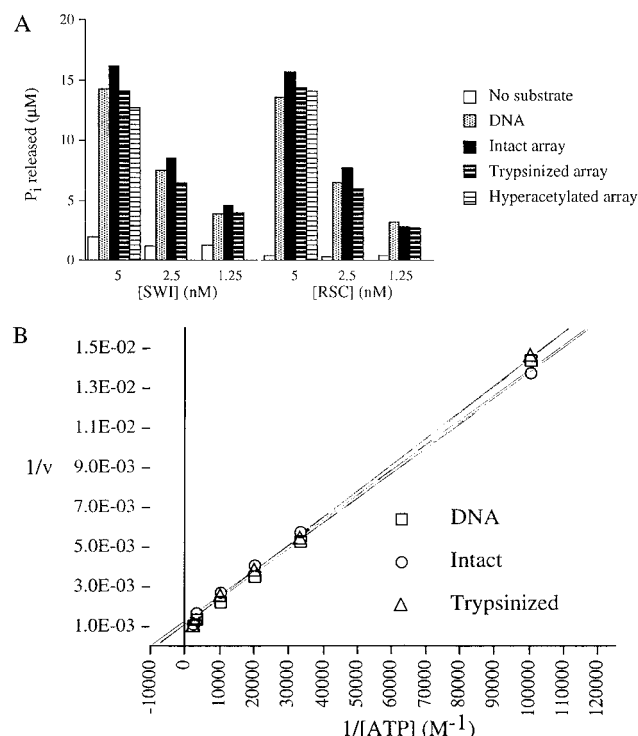 A
20
15
10
5
0
Pi released (µM)
5 2.5 1.25 5 2.5 1.25
[SWI] (nM) [RSC] (nM)
No substrate
DNA
Intact array
Trypsinized array
Hyperacetylated array
B
1.5E-02
1.3E-02
1.1E-02
9.0E-03
7.0E-03
5.0E-03
3.0E-03
1.0E-03
1/v
DNA
Intact
Trypsinized
-10000 0 10000 20000 30000 40000 50000 60000 70000 80000 90000 100000 110000 120000
1/[ATP] (M⁻¹)